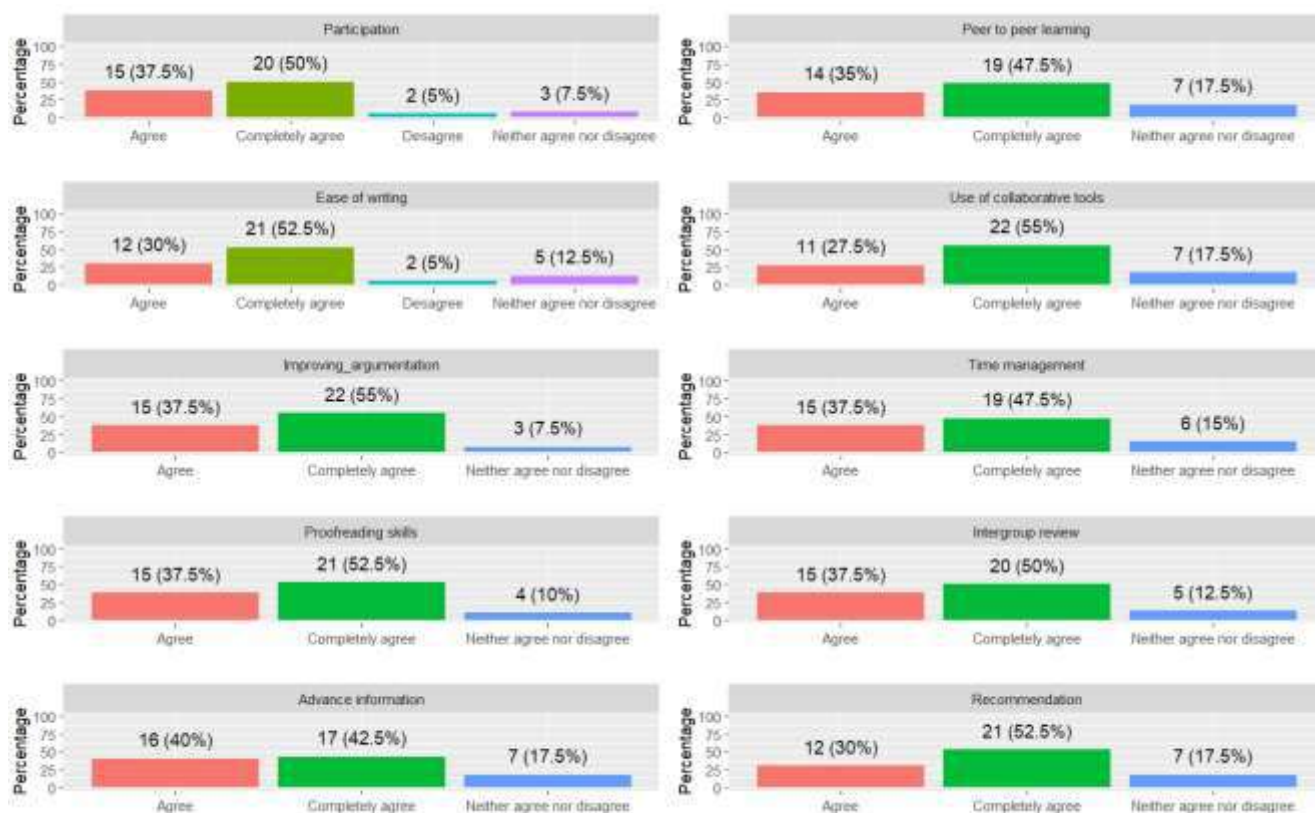 Participation
Percentage
100
75
50
25
0
15 (37.5%)
20 (50%)
2 (5%)
3 (7.5%)
Agree
Completely agree
Desagree
Neither agree nor disagree
Peer to peer learning
Percentage
100
75
50
25
0
14 (35%)
19 (47.5%)
7 (17.5%)
Agree
Completely agree
Neither agree nor disagree
Ease of writing
Percentage
100
75
50
25
0
12 (30%)
21 (52.5%)
2 (5%)
5 (12.5%)
Agree
Completely agree
Desagree
Neither agree nor disagree
Use of collaborative tools
Percentage
100
75
50
25
0
11 (27.5%)
22 (55%)
7 (17.5%)
Agree
Completely agree
Neither agree nor disagree
Improving_argumentation
Percentage
100
75
50
25
0
15 (37.5%)
22 (55%)
3 (7.5%)
Agree
Completely agree
Neither agree nor disagree
Time management
Percentage
100
75
50
25
0
15 (37.5%)
19 (47.5%)
6 (15%)
Agree
Completely agree
Neither agree nor disagree
Proofreading skills
Percentage
100
75
50
25
0
15 (37.5%)
21 (52.5%)
4 (10%)
Agree
Completely agree
Neither agree nor disagree
Intergroup review
Percentage
100
75
50
25
0
15 (37.5%)
20 (50%)
5 (12.5%)
Agree
Completely agree
Neither agree nor disagree
Advance information
Percentage
100
75
50
25
0
16 (40%)
17 (42.5%)
7 (17.5%)
Agree
Completely agree
Neither agree nor disagree
Recommendation
Percentage
100
75
50
25
0
12 (30%)
21 (52.5%)
7 (17.5%)
Agree
Completely agree
Neither agree nor disagree